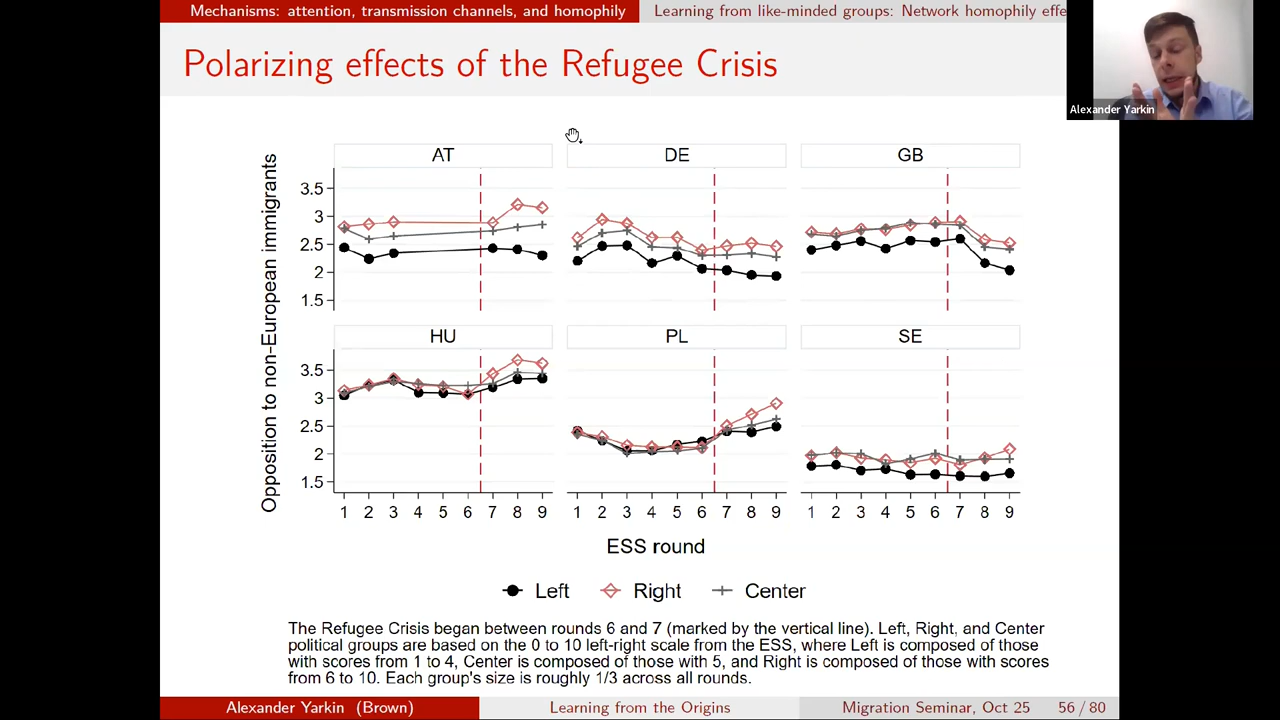 Mechanisms: attention, transmission channels, and homophily
Learning from like-minded groups: Network homophily effe
Polarizing effects of the Refugee Crisis
Alexander Yarkin
AT
DE
GB
Opposition to non-European immigrants
3.5
3
2.5
2
1.5
HU
PL
SE
3.5
3
2.5
2
1.5
1 2 3 4 5 6 7 8 9
1 2 3 4 5 6 7 8 9
1 2 3 4 5 6 7 8 9
ESS round
Left Right Center
The Refugee Crisis began between rounds 6 and 7 (marked by the vertical line). Left, Right, and Center
political groups are based on the 0 to 10 left-right scale from the ESS, where Left is composed of those
with scores from 1 to 4, Center is composed of those with 5, and Right is composed of those with scores
from 6 to 10. Each group's size is roughly 1/3 across all rounds.
Alexander Yarkin (Brown)
Learning from the Origins
Migration Seminar, Oct 25
56 / 80